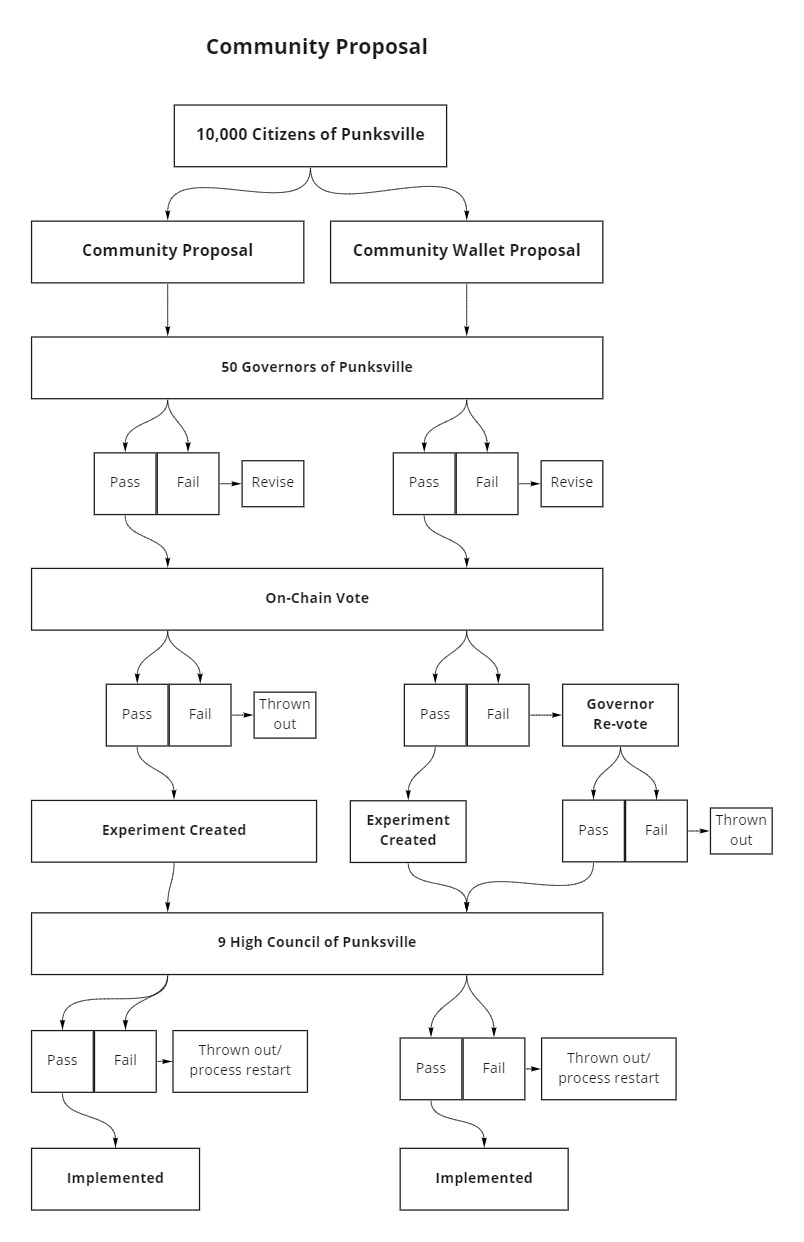 Community Proposal
10,000 Citizens of Punksville
Community Proposal
Community Wallet Proposal
50 Governors of Punksville
Pass
Fail
Revise
Pass
Fail
Revise
On-Chain Vote
Pass
Fail
Thrown
out
Pass
Fail
Governor
Re-vote
Experiment Created
Experiment
Created
Pass
Fail
Thrown
out
9 High Council of Punksville
Pass
Fail
Thrown out/
process restart
Pass
Fail
Thrown out/
process restart
Implemented
Implemented